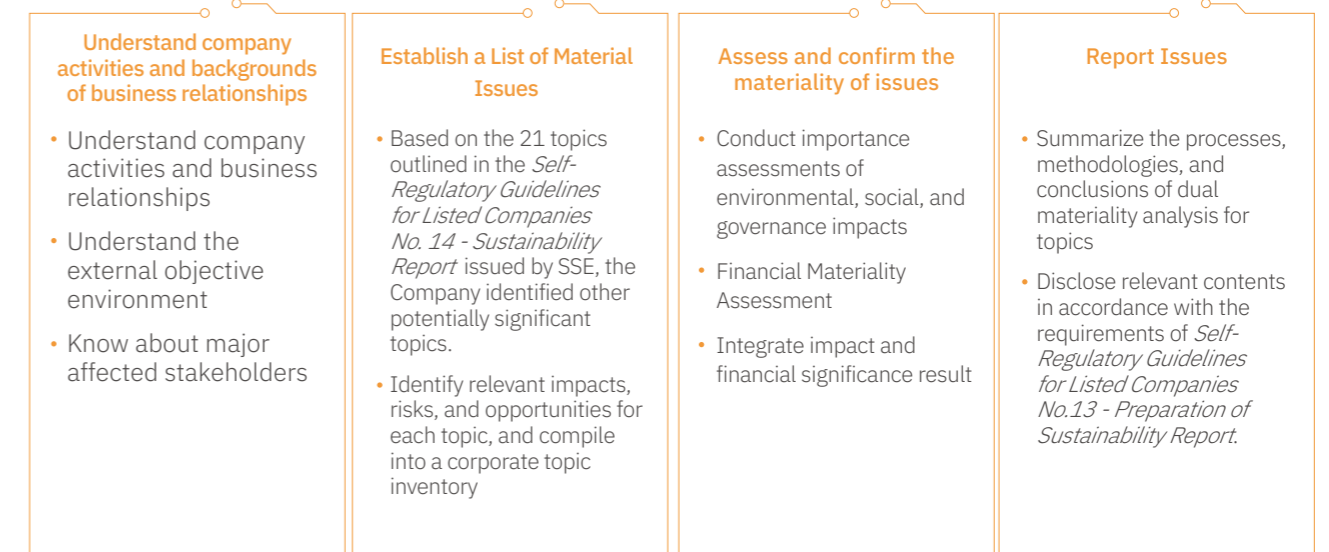 Understand company
activities and backgrounds
of business relationships
• Understand company
activities and business
relationships
• Understand the
external objective
environment
• Know about major
affected stakeholders
Establish a List of Material
Issues
• Based on the 21 topics
outlined in the Self-
Regulatory Guidelines
for Listed Companies
No. 14 - Sustainability
Report issued by SSE, the
Company identified other
potentially significant
topics.
• Identify relevant impacts,
risks, and opportunities for
each topic, and compile
into a corporate topic
inventory
Assess and confirm the
materiality of issues
• Conduct importance
assessments of
environmental, social, and
governance impacts
• Financial Materiality
Assessment
• Integrate impact and
financial significance result
Report Issues
• Summarize the processes,
methodologies, and
conclusions of dual
materiality analysis for
topics
• Disclose relevant contents
in accordance with the
requirements of Self-
Regulatory Guidelines
for Listed Companies
No.13 - Preparation of
Sustainability Report.